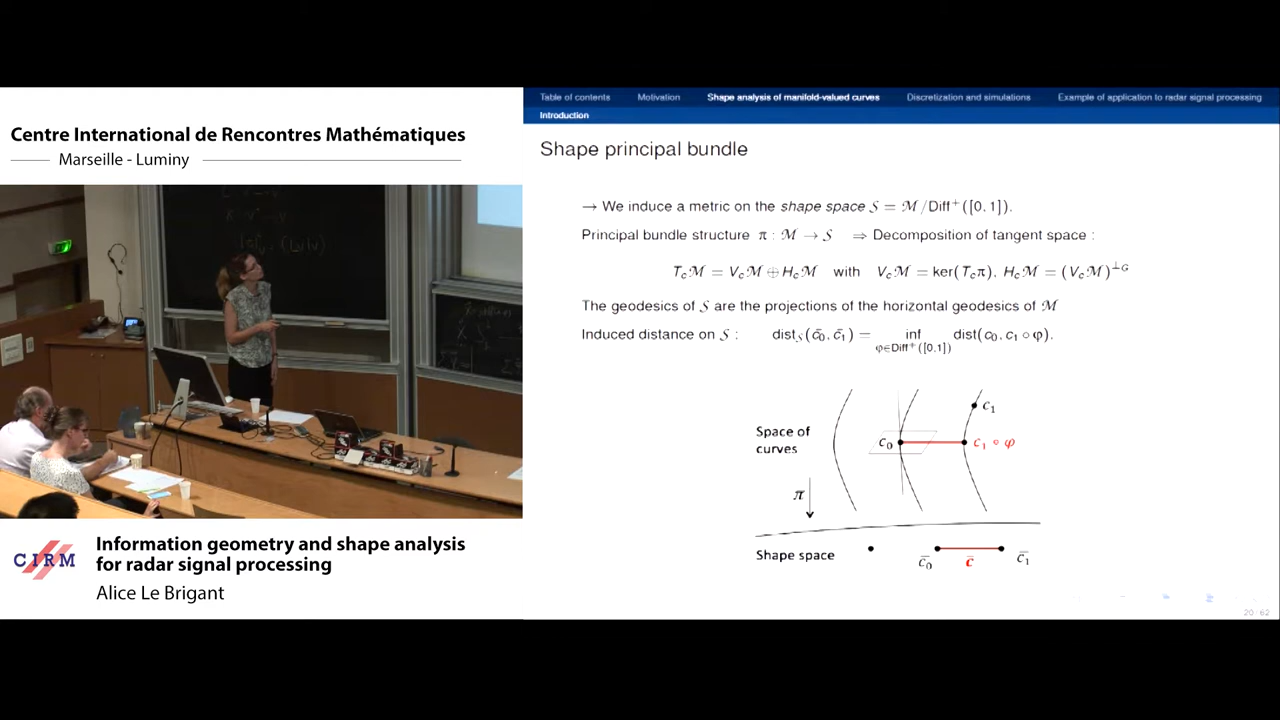 Centre International de Rencontres Mathématiques
Marseille - Luminy
CIRM
Information geometry and shape analysis
for radar signal processing
Alice Le Brigant
Table of contents Motivation Shape analysis of manifold-valued curves Discretization and simulations Example of application to radar signal processing
Introduction
Shape principal bundle
→ We induce a metric on the shape space 𝒮 = ℳ/Diff⁺([0,1]).
Principal bundle structure π : ℳ → 𝒮 ⇒ Decomposition of tangent space :
T_cℳ = V_cℳ ⊕ H_cℳ with V_cℳ = ker(T_cπ), H_cℳ = (V_cℳ)^{⊥_G}
The geodesics of 𝒮 are the projections of the horizontal geodesics of ℳ
Induced distance on 𝒮 : dist_𝒮(c̄₀, c̄₁) = inf_{φ∈Diff⁺([0,1])} dist(c₀, c₁ ∘ φ).
Space of
curves
c₀
c₁
c₁ ∘ φ
π
Shape space
c̄₀
c̄
c̄₁
20 / 62